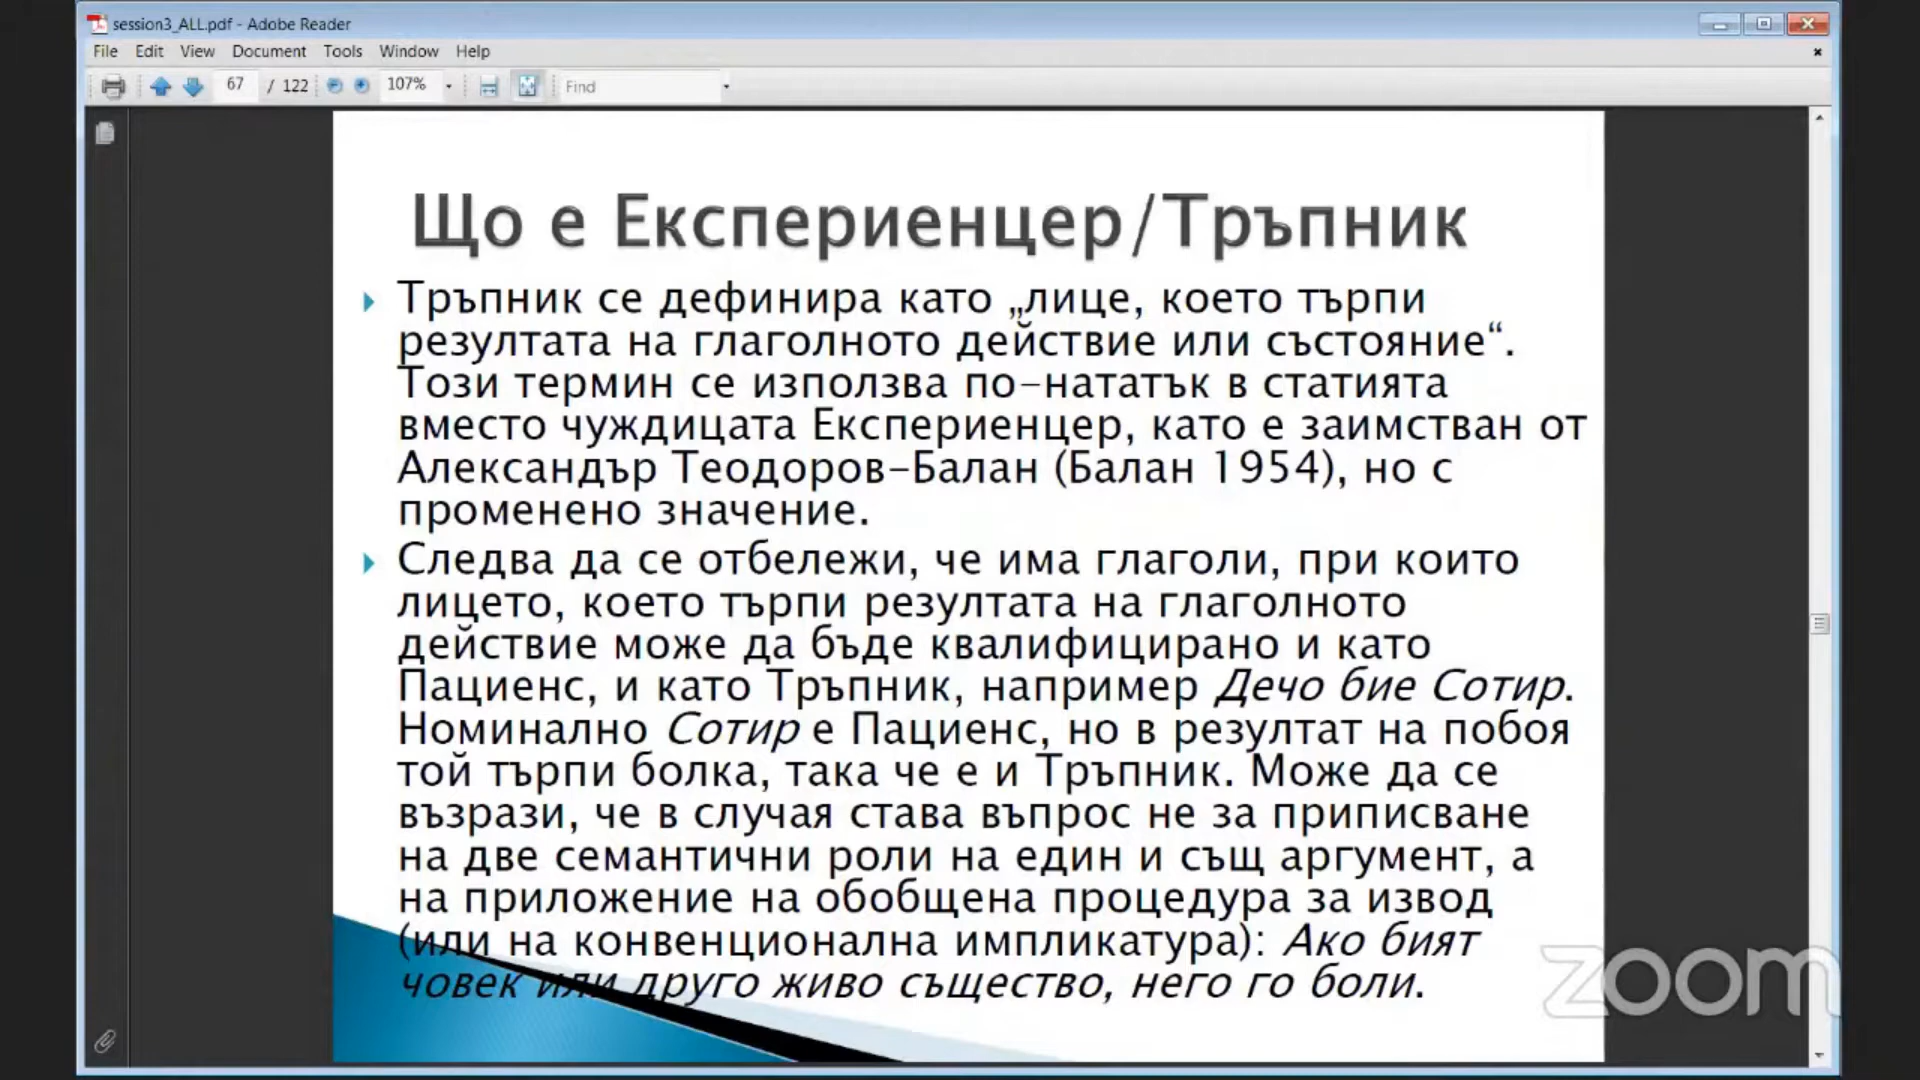 session3_ALL.pdf - Adobe Reader
File Edit View Document Tools Window Help
67 / 122 107% Find
Що е Експериенцер/Тръпник
Тръпник се дефинира като „лице, което търпи
резултата на глаголното действие или състояние“.
Този термин се използва по-нататък в статията
вместо чуждицата Експериенцер, като е заимстван от
Александър Теодоров-Балан (Балан 1954), но с
променено значение.
Следва да се отбележи, че има глаголи, при които
лицето, което търпи резултата на глаголното
действие може да бъде квалифицирано и като
Пациенс, и като Тръпник, например Дечо бие Сотир.
Номинално Сотир е Пациенс, но в резултат на побоя
той търпи болка, така че е и Тръпник. Може да се
възрази, че в случая става въпрос не за приписване
на две семантични роли на един и същ аргумент, а
на приложение на обобщена процедура за извод
(или на конвенционална импликатура): Ако бият
човек или друго живо същество, него го боли.
zoom